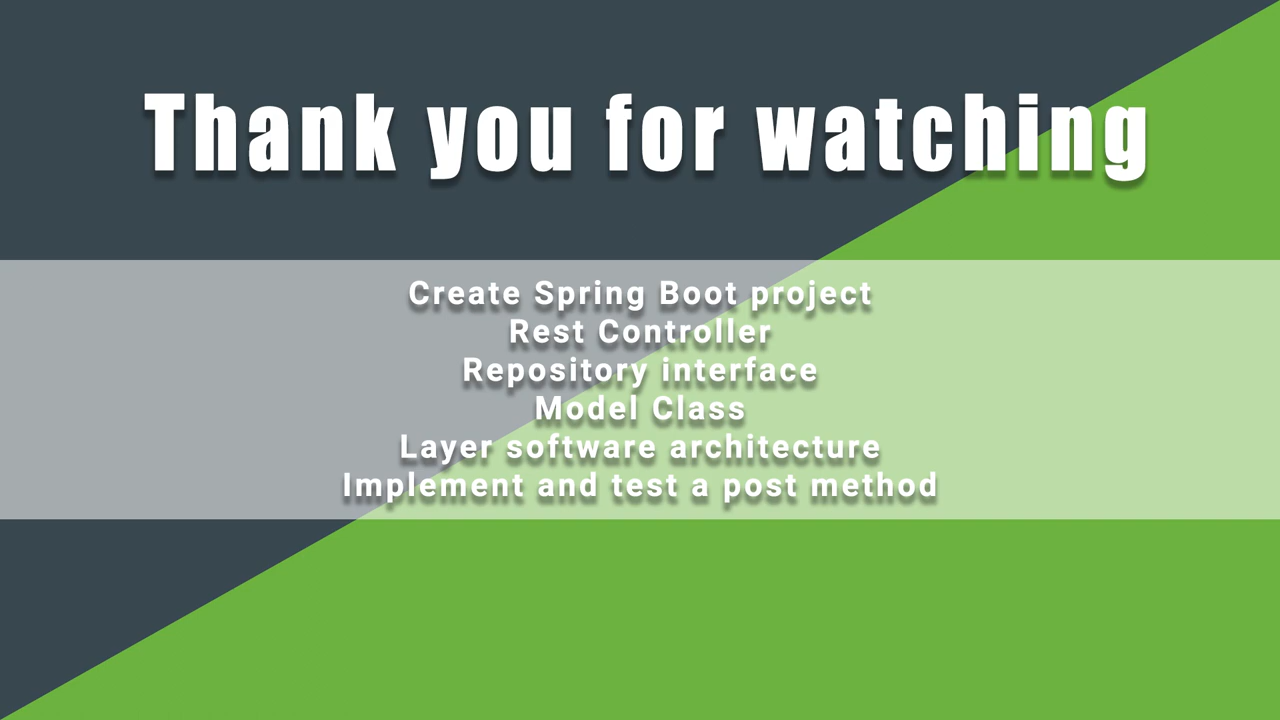 Thank you for watching
Create Spring Boot project
Rest Controller
Repository interface
Model Class
Layer software architecture
Implement and test a post method